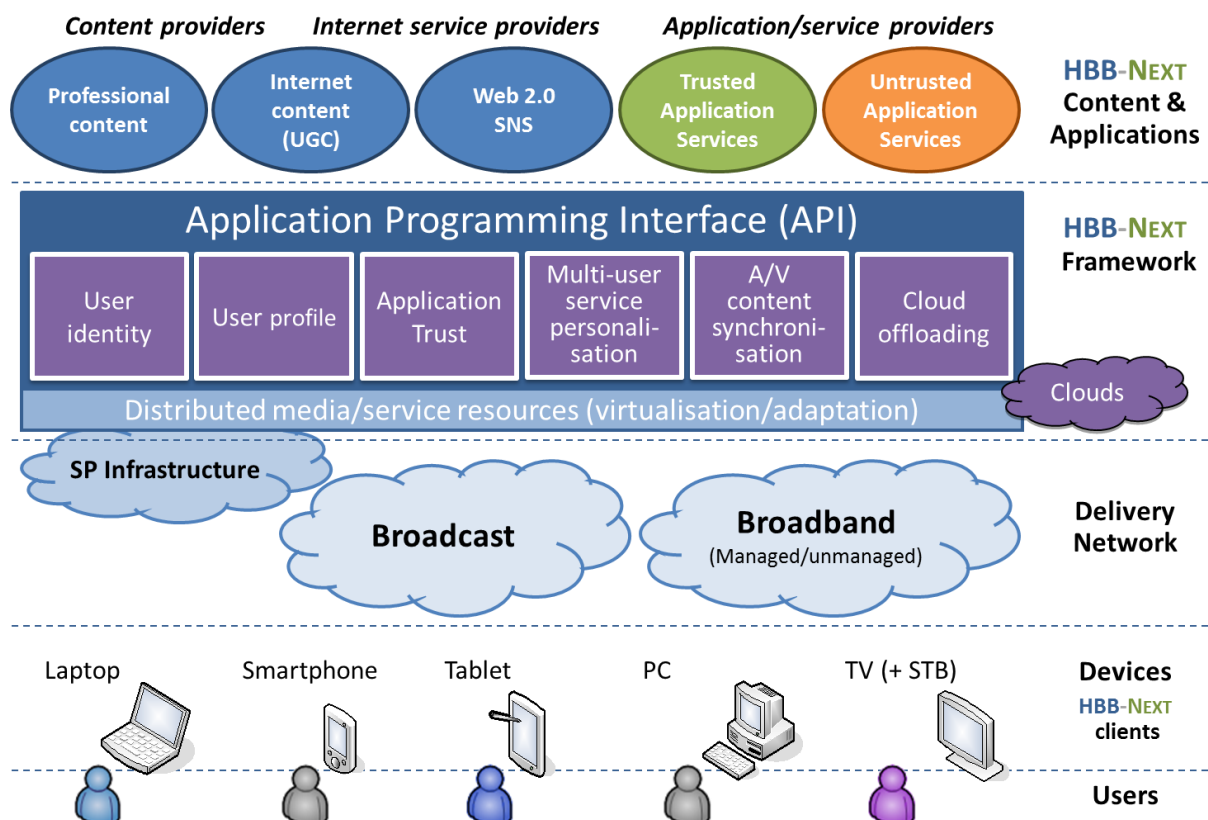 Content providers Internet service providers Application/service providers
Professional
content
Internet
content
(UGC)
Web 2.0
SNS
Trusted
Application
Services
Untrusted
Application
Services
HBB-NEXT
Content &
Applications
Application Programming Interface (API)
User
identity
User profile
Application
Trust
Multi-user
service
personali-
sation
A/V
content
synchroni-
sation
Cloud
offloading
HBB-NEXT
Framework
Clouds
Distributed media/service resources (virtualisation/adaptation)
SP Infrastructure
Broadcast
Broadband
(Managed/unmanaged)
Delivery
Network
Laptop
Smartphone
Tablet
PC
TV (+ STB)
Devices
HBB-NEXT
clients
Users